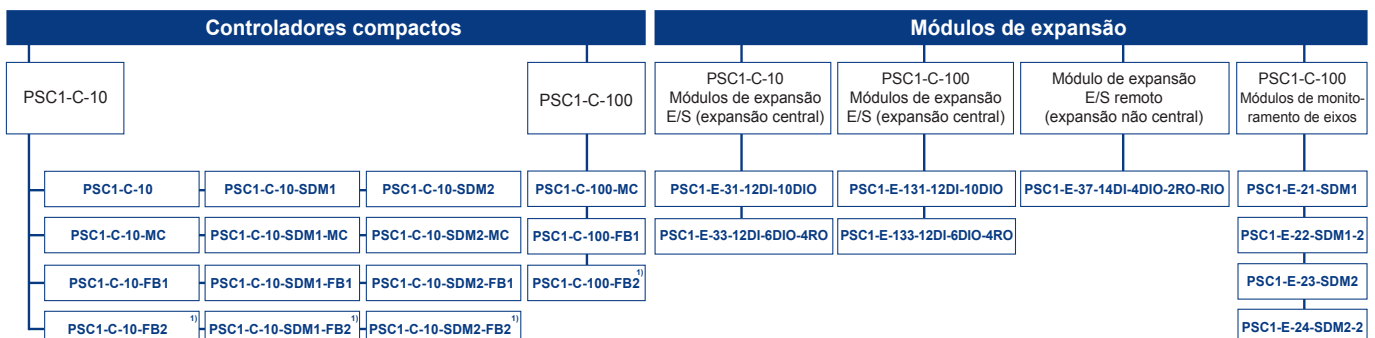 Controladores compactos
Módulos de expansão
PSC1-C-10
PSC1-C-100
PSC1-C-10
Módulos de expansão
E/S (expansão central)
PSC1-C-100
Módulos de expansão
E/S (expansão central)
Módulo de expansão
E/S remoto
(expansão não central)
PSC1-C-100
Módulos de monito-
ramento de eixos
PSC1-C-10
PSC1-C-10-SDM1
PSC1-C-10-SDM2
PSC1-C-100-MC
PSC1-E-31-12DI-10DIO
PSC1-E-131-12DI-10DIO
PSC1-E-37-14DI-4DIO-2RO-RIO
PSC1-E-21-SDM1
PSC1-C-10-MC
PSC1-C-10-SDM1-MC
PSC1-C-10-SDM2-MC
PSC1-C-100-FB1
PSC1-E-33-12DI-6DIO-4RO
PSC1-E-133-12DI-6DIO-4RO
PSC1-E-22-SDM1-2
PSC1-C-10-FB1
PSC1-C-10-SDM1-FB1
PSC1-C-10-SDM2-FB1
PSC1-C-100-FB2 1)
PSC1-E-23-SDM2
PSC1-C-10-FB2 1)
PSC1-C-10-SDM1-FB2 1)
PSC1-C-10-SDM2-FB2 1)
PSC1-E-24-SDM2-2